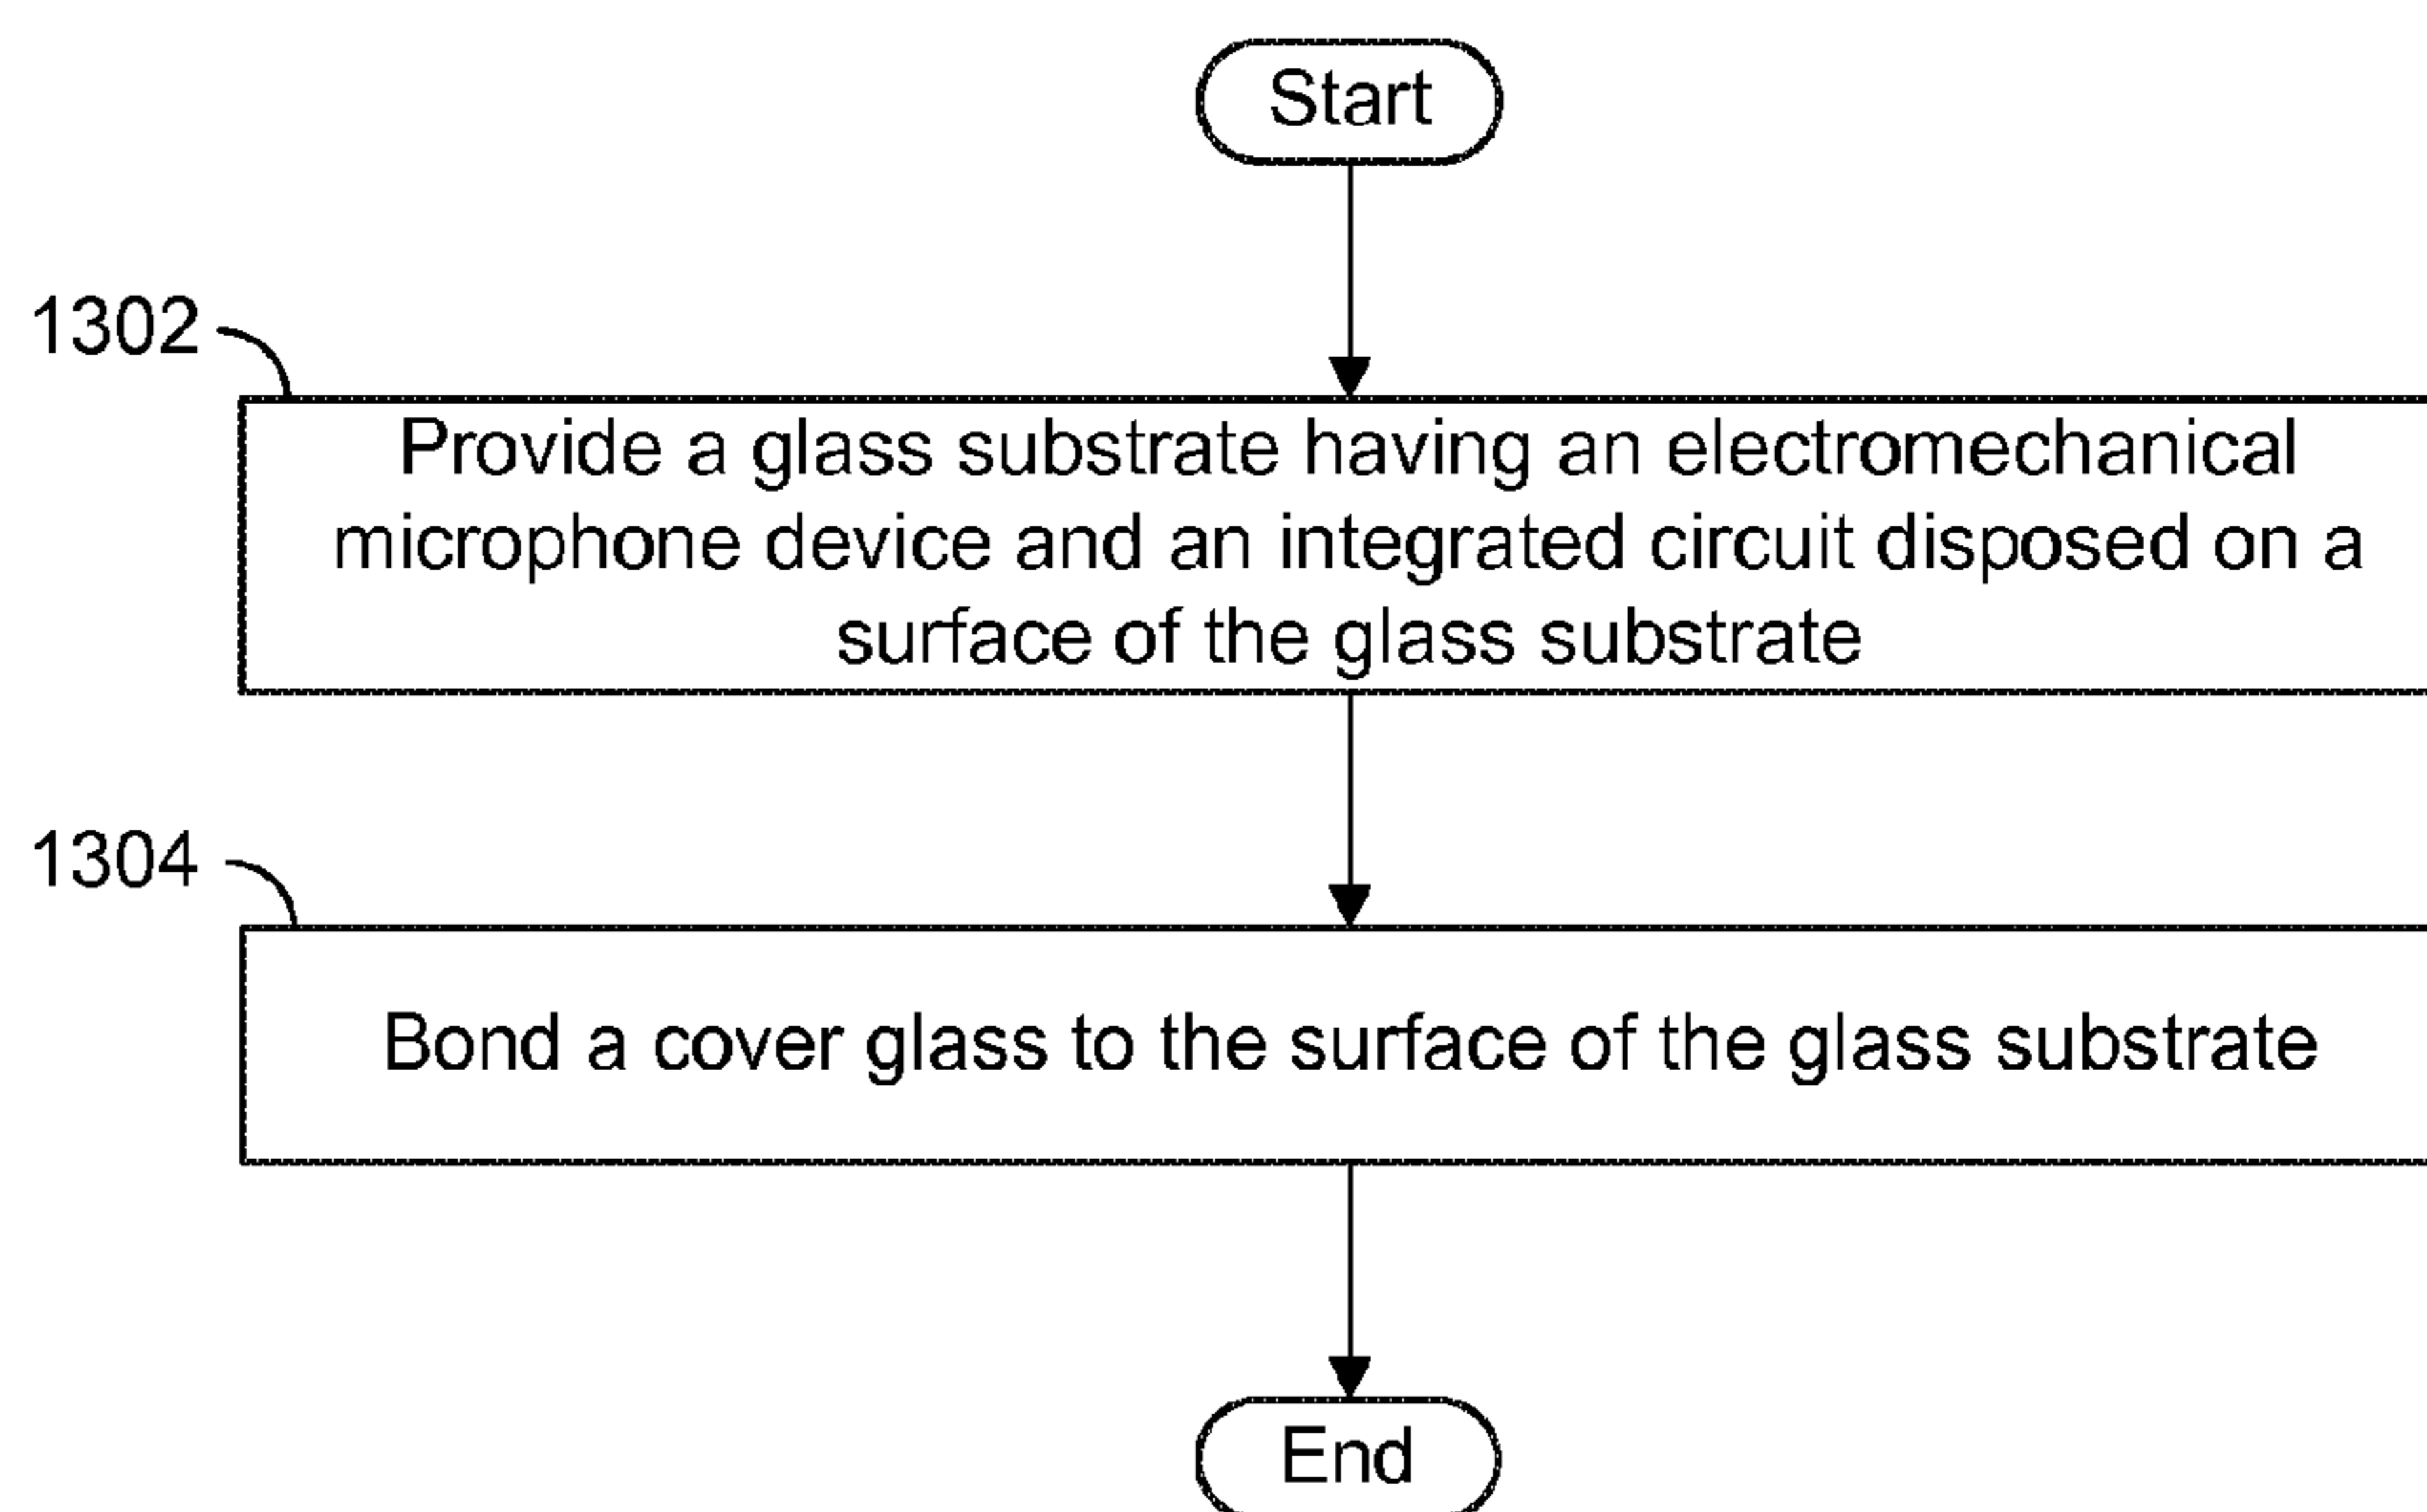 Start
1302
Provide a glass substrate having an electromechanical
microphone device and an integrated circuit disposed on a
surface of the glass substrate
1304
Bond a cover glass to the surface of the glass substrate
End